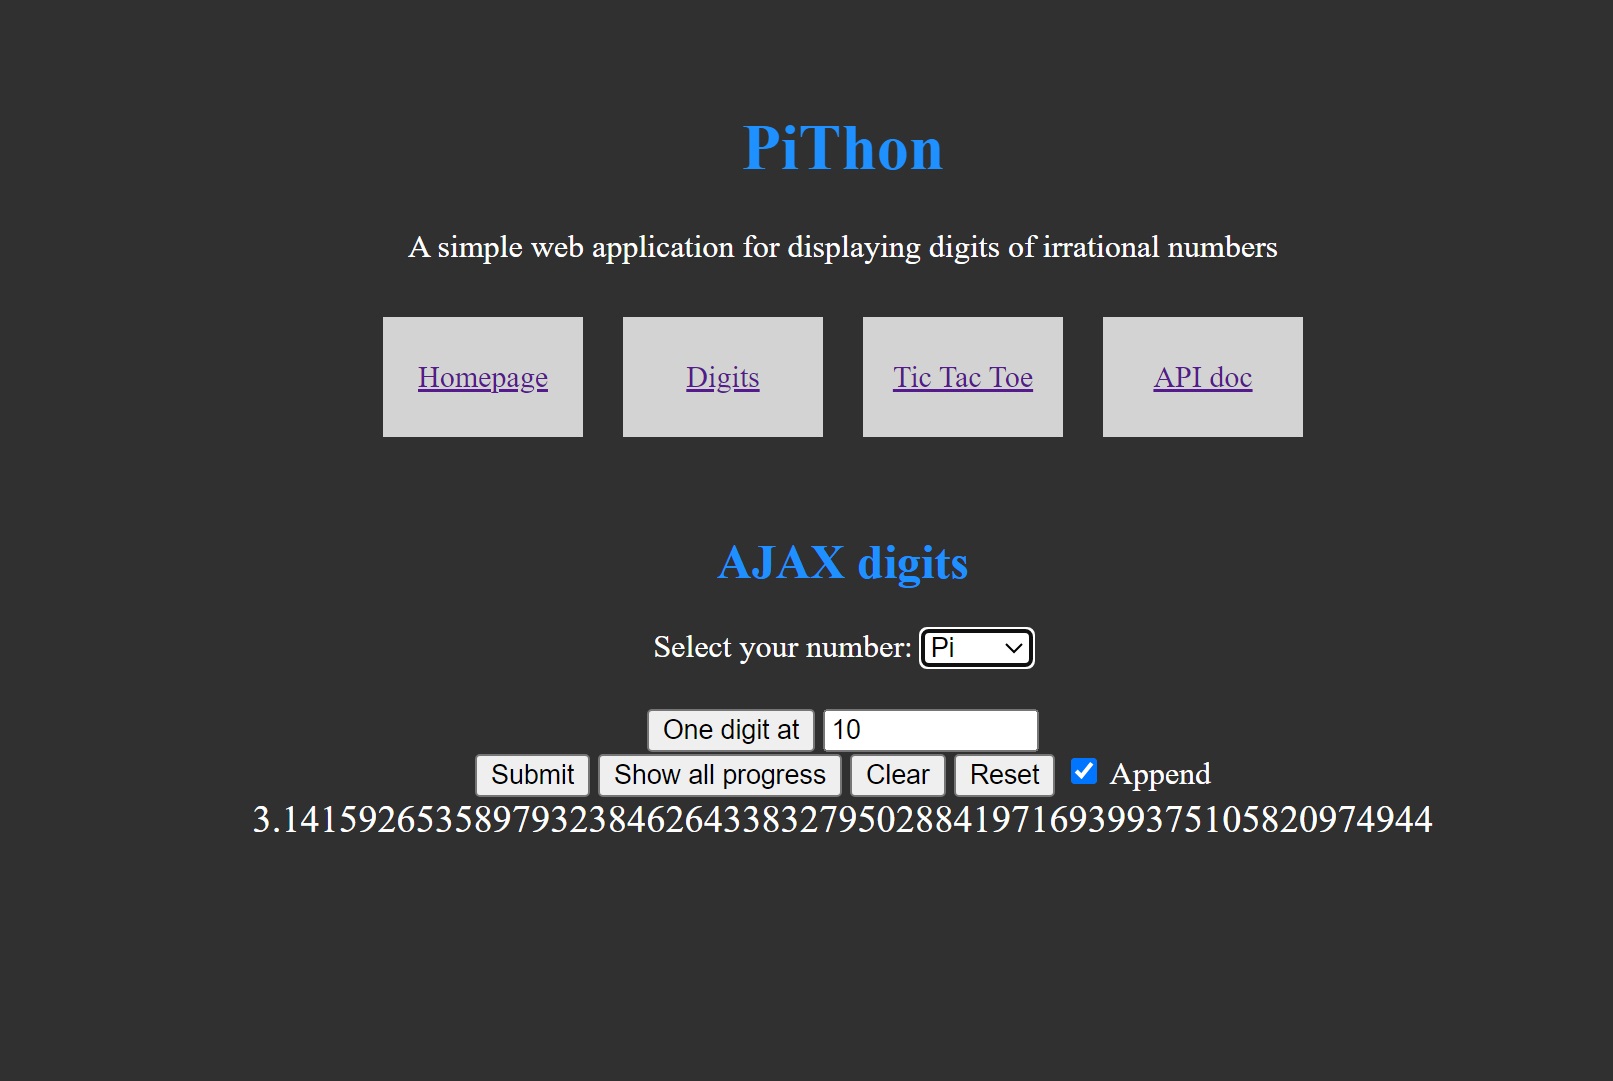 PiThon
A simple web application for displaying digits of irrational numbers
Homepage Digits Tic Tac Toe API doc
AJAX digits
Select your number: Pi
One digit at 10
Submit Show all progress Clear Reset Append
3.141592653589793238462643383279502884197169399375105820974944